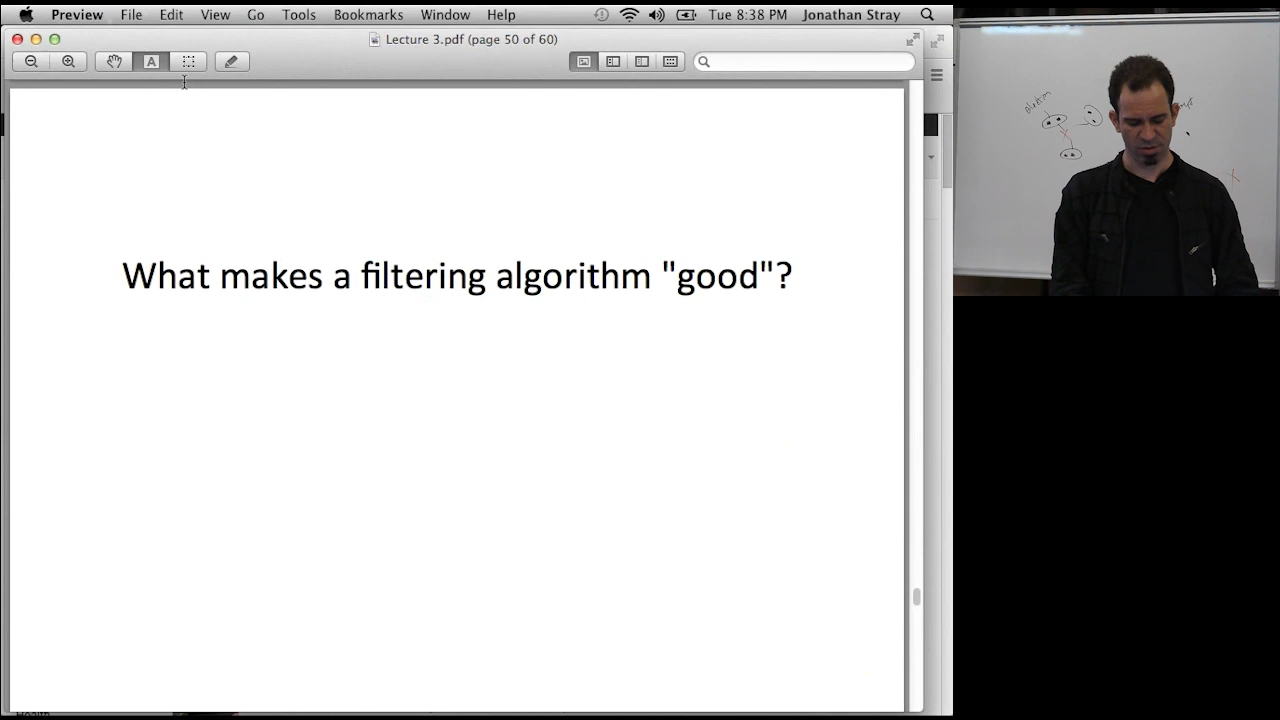 Preview File Edit View Go Tools Bookmarks Window Help Tue 8:38 PM Jonathan Stray
Lecture 3.pdf (page 50 of 60)
A
What makes a filtering algorithm "good"?